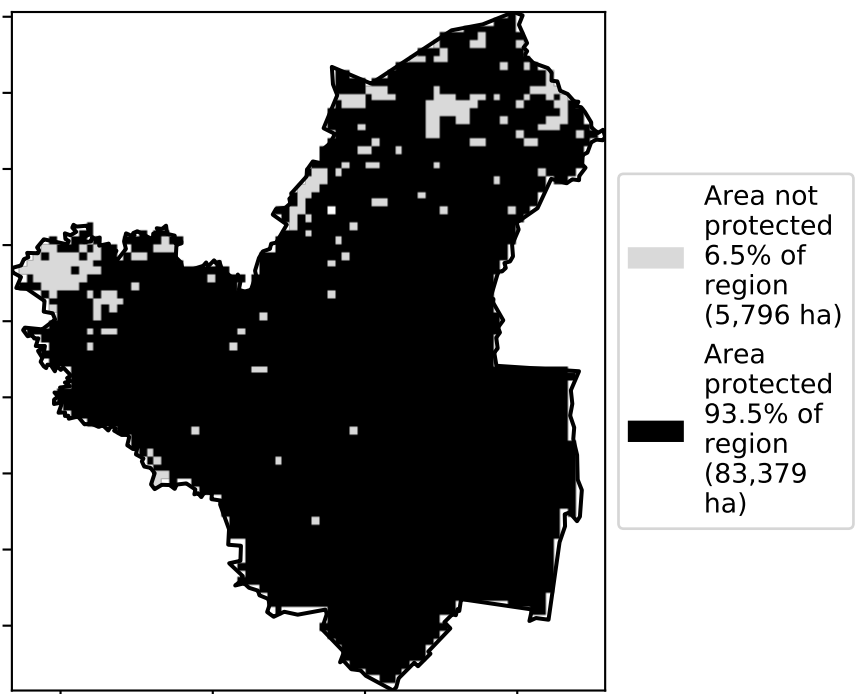 Area not
protected
6.5% of
region
(5,796 ha)
Area
protected
93.5% of
region
(83,379
ha)